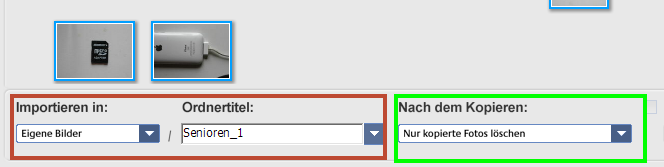 Importieren in: Ordnertitel: Nach dem Kopieren:
Eigene Bilder / Senioren_1 Nur kopierte Fotos löschen